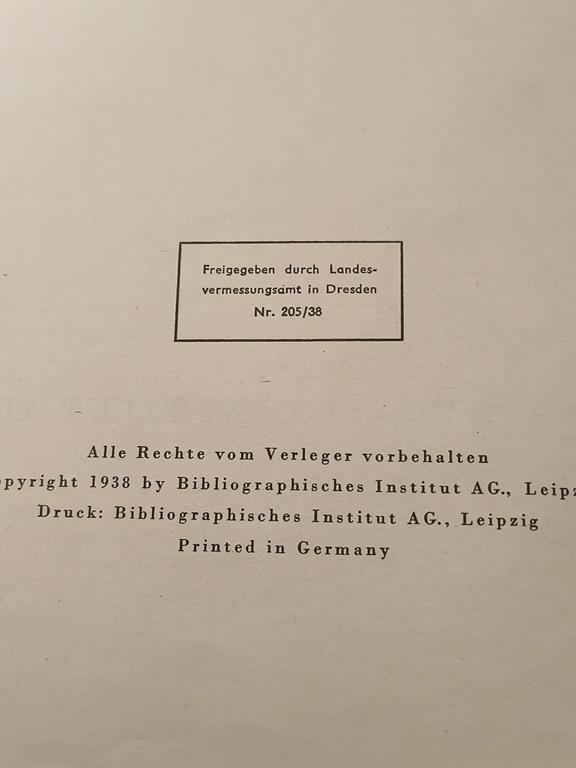 Freigegeben durch Landes-
vermessungsamt in Dresden
Nr. 205/38
Alle Rechte vom Verleger vorbehalten
opyright 1938 by Bibliographisches Institut AG., Leipz
Druck: Bibliographisches Institut AG., Leipzig
Printed in Germany